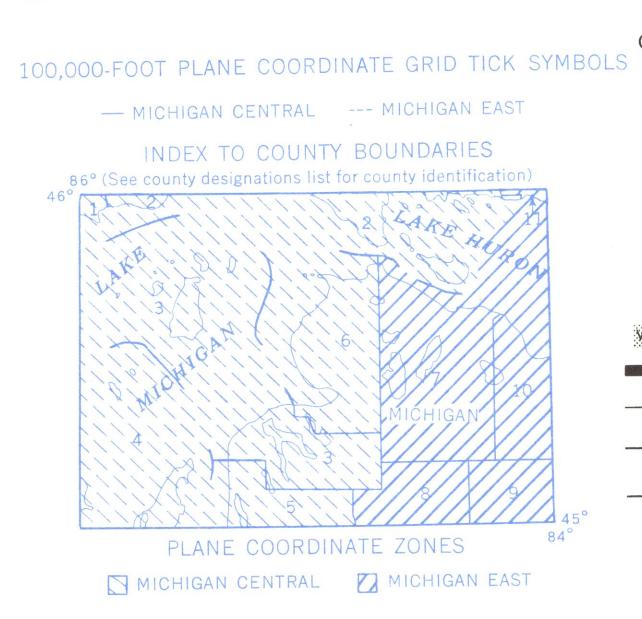 100,000-FOOT PLANE COORDINATE GRID TICK SYMBOLS
MICHIGAN CENTRAL --- MICHIGAN EAST
INDEX TO COUNTY BOUNDARIES
86° (See county designations list for county identification)
46°
1 2 11
2 LAKE HURON
LAKE
3
MICHIGAN
6
10
MICHIGAN
4
3
5 8 9
45°
84°
PLANE COORDINATE ZONES
MICHIGAN CENTRAL MICHIGAN EAST